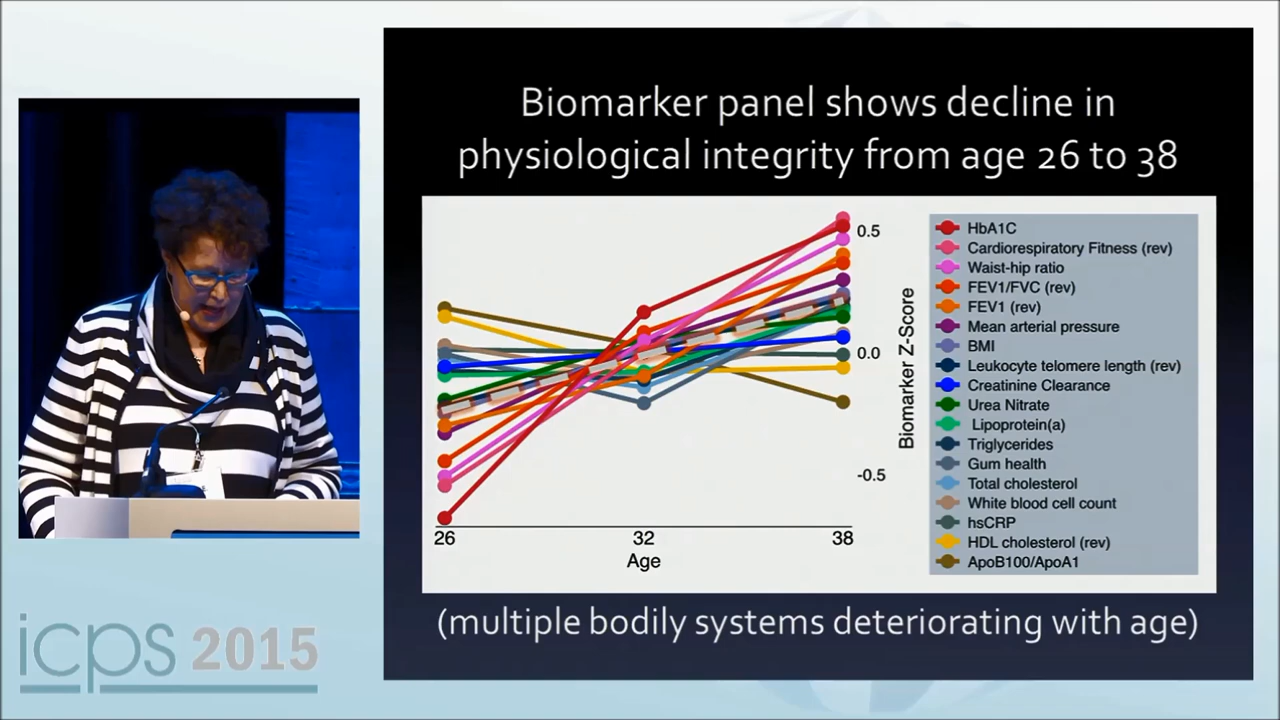 Biomarker panel shows decline in
physiological integrity from age 26 to 38
0.5
0.0
-0.5
Biomarker Z-Score
26
32
38
Age
HbA1C
Cardiorespiratory Fitness (rev)
Waist-hip ratio
FEV1/FVC (rev)
FEV1 (rev)
Mean arterial pressure
BMI
Leukocyte telomere length (rev)
Creatinine Clearance
Urea Nitrate
Lipoprotein(a)
Triglycerides
Gum health
Total cholesterol
White blood cell count
hsCRP
HDL cholesterol (rev)
ApoB100/ApoA1
(multiple bodily systems deteriorating with age)
icps 2015